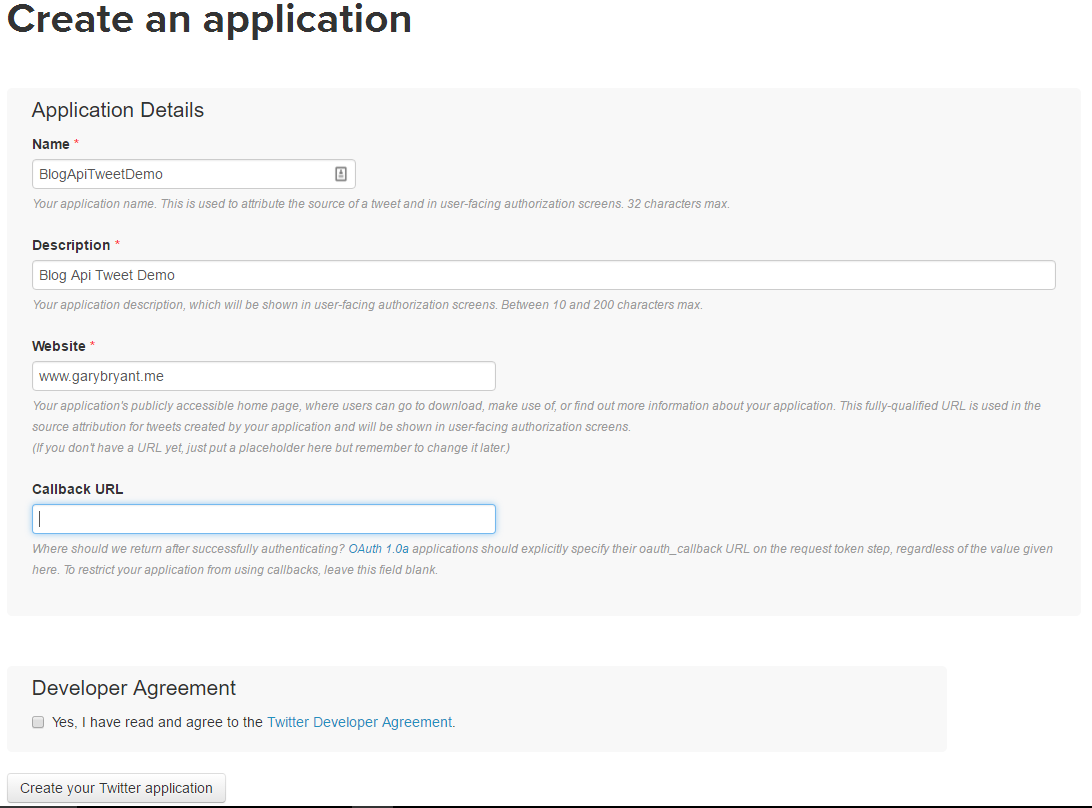 Create an application
Application Details
Name *
BlogApiTweetDemo
Your application name. This is used to attribute the source of a tweet and in user-facing authorization screens. 32 characters max.
Description *
Blog Api Tweet Demo
Your application description, which will be shown in user-facing authorization screens. Between 10 and 200 characters max.
Website *
www.garybryant.me
Your application's publicly accessible home page, where users can go to download, make use of, or find out more information about your application. This fully-qualified URL is used in the
source attribution for tweets created by your application and will be shown in user-facing authorization screens.
(If you don't have a URL yet, just put a placeholder here but remember to change it later.)
Callback URL
Where should we return after successfully authenticating? OAuth 1.0a applications should explicitly specify their oauth_callback URL on the request token step, regardless of the value given
here. To restrict your application from using callbacks, leave this field blank.
Developer Agreement
Yes, I have read and agree to the Twitter Developer Agreement.
Create your Twitter application